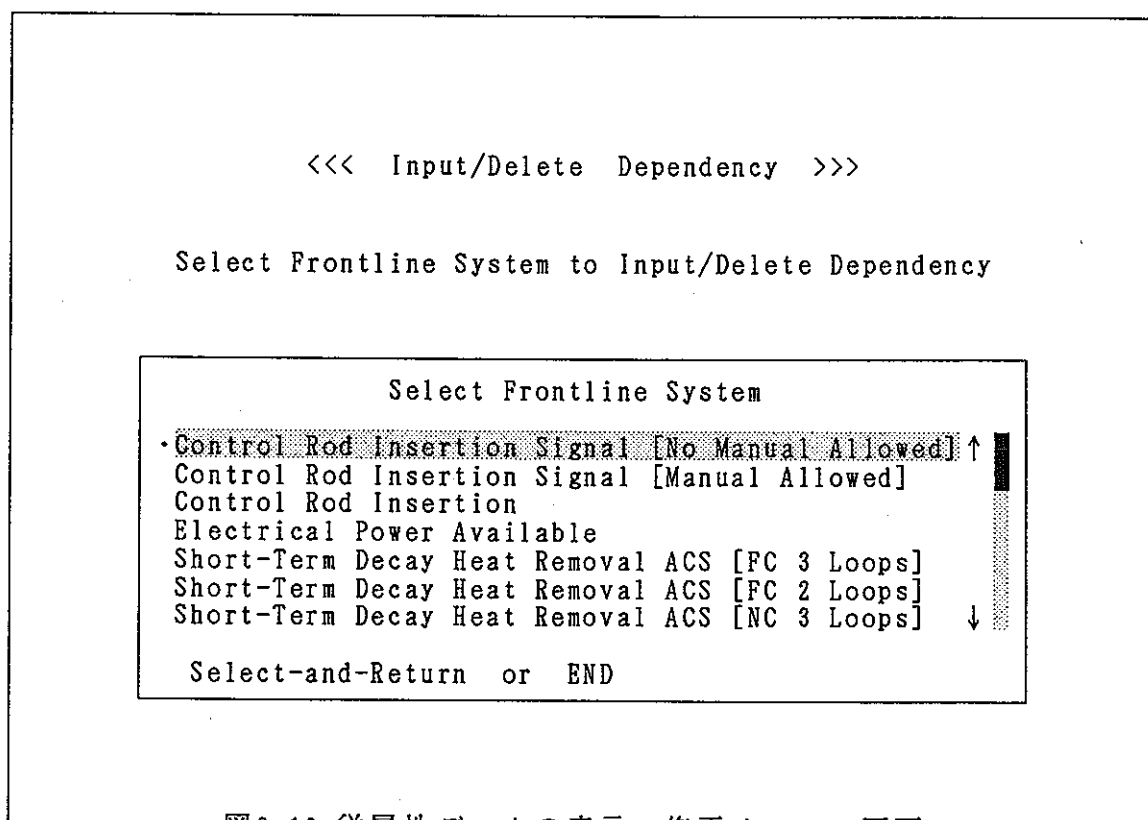 <<< Input/Delete Dependency >>>
Select Frontline System to Input/Delete Dependency
Select Frontline System
・Control Rod Insertion Signal [No Manual Allowed] ↑
Control Rod Insertion Signal [Manual Allowed]
Control Rod Insertion
Electrical Power Available
Short-Term Decay Heat Removal ACS [FC 3 Loops]
Short-Term Decay Heat Removal ACS [FC 2 Loops]
Short-Term Decay Heat Removal ACS [NC 3 Loops] ↓
Select-and-Return or END